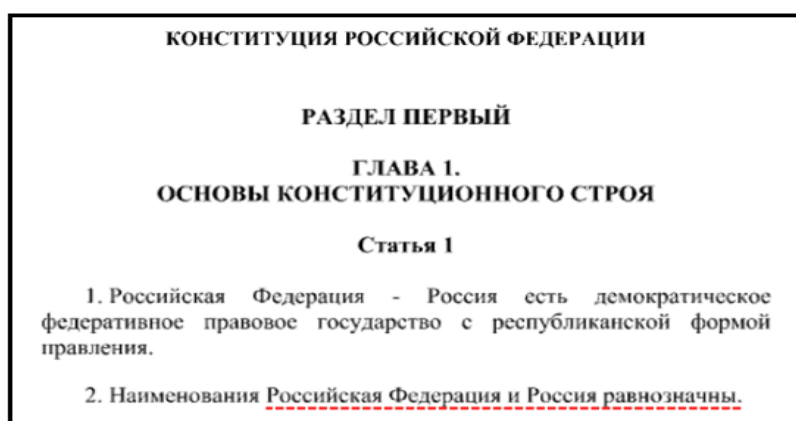 КОНСТИТУЦИЯ РОССИЙСКОЙ ФЕДЕРАЦИИ
РАЗДЕЛ ПЕРВЫЙ
ГЛАВА 1.
ОСНОВЫ КОНСТИТУЦИОННОГО СТРОЯ
Статья 1
1. Российская Федерация - Россия есть демократическое
федеративное правовое государство с республиканской формой
правления.
2. Наименования Российская Федерация и Россия равнозначны.